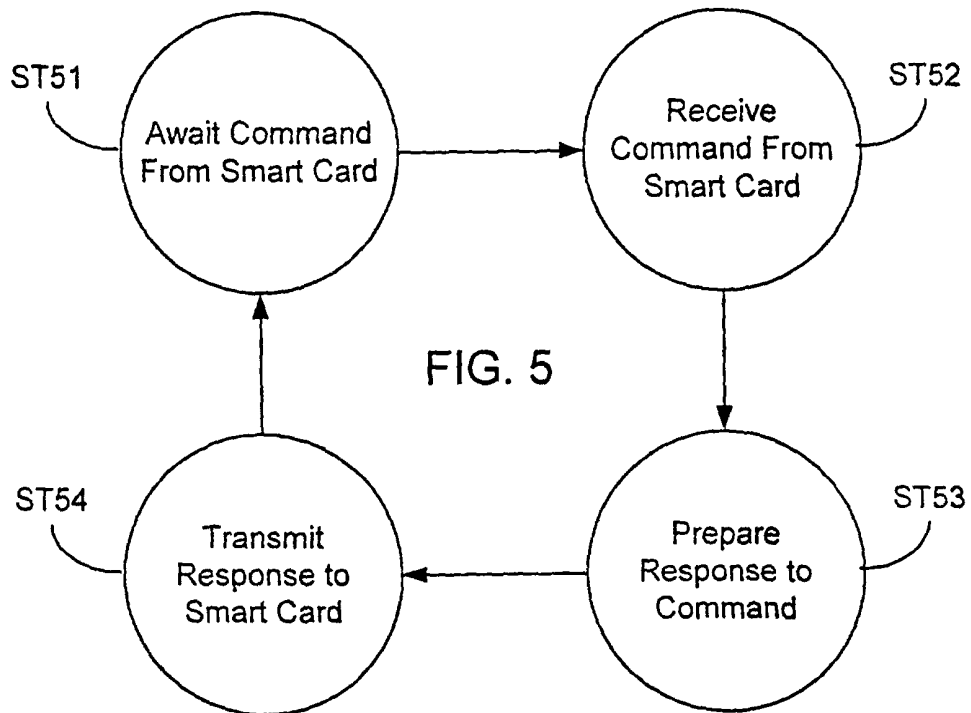 ST51
Await Command
From Smart Card
Receive
Command From
Smart Card
ST52
FIG. 5
ST54
Transmit
Response to
Smart Card
Prepare
Response to
Command
ST53